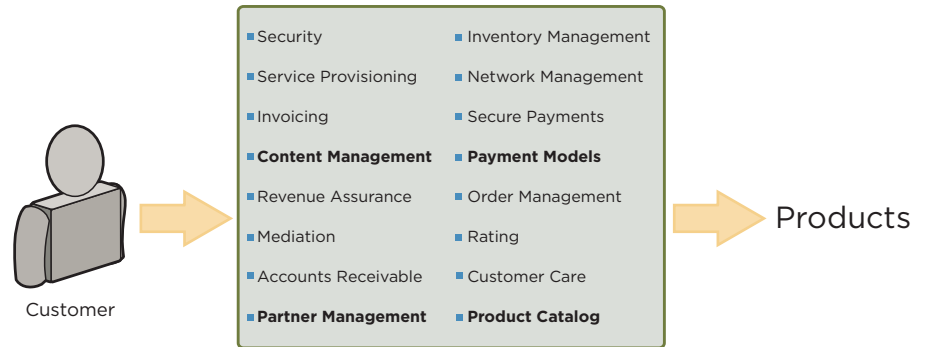 Security
Service Provisioning
Invoicing
Content Management
Revenue Assurance
Mediation
Accounts Receivable
Partner Management
Inventory Management
Network Management
Secure Payments
Payment Models
Order Management
Rating
Customer Care
Product Catalog
Customer
Products